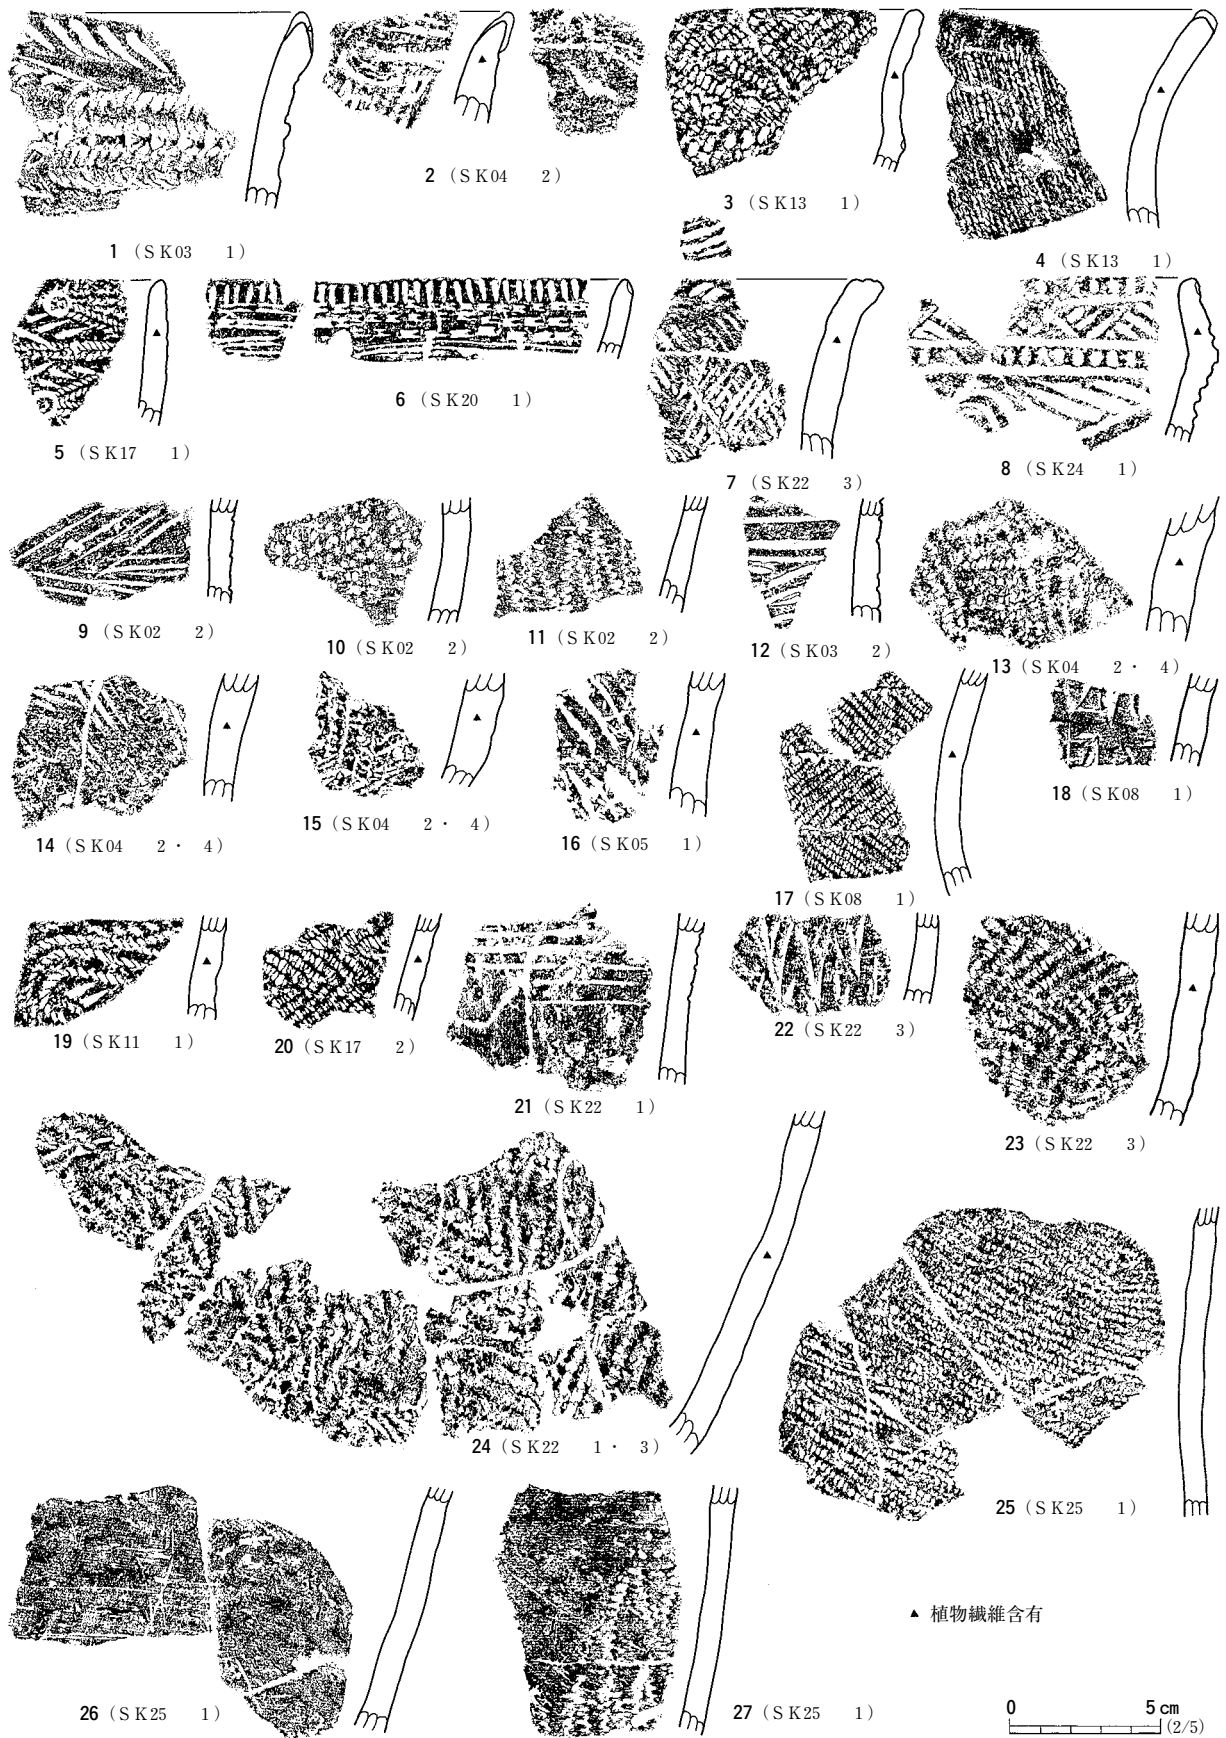 1（SK03　1）
2（SK04　2）
3（SK13　1）
4（SK13　1）
5（SK17　1）
6（SK20　1）
7（SK22　3）
8（SK24　1）
9（SK02　2）
10（SK02　2）
11（SK02　2）
12（SK03　2）
13（SK04　2・4）
14（SK04　2・4）
15（SK04　2・4）
16（SK05　1）
17（SK08　1）
18（SK08　1）
19（SK11　1）
20（SK17　2）
21（SK22　1）
22（SK22　3）
23（SK22　3）
24（SK22　1・3）
25（SK25　1）
26（SK25　1）
27（SK25　1）
▲ 植物繊維含有
0　5cm
(2/5)